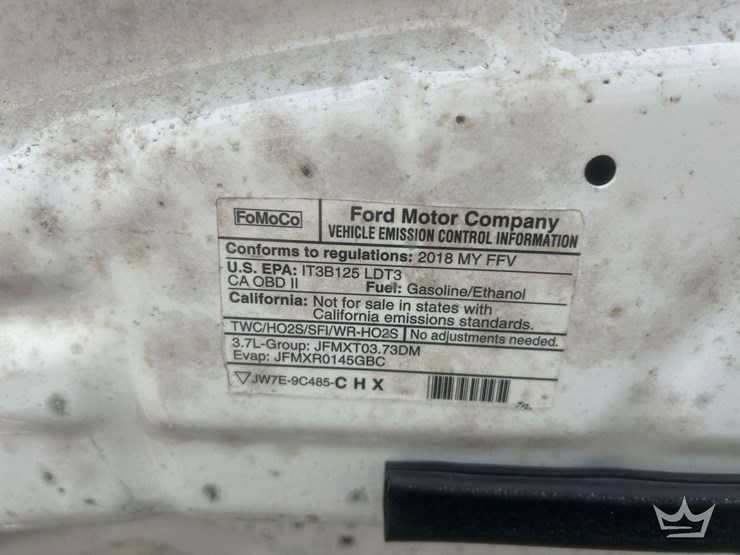 FoMoCo
Ford Motor Company
VEHICLE EMISSION CONTROL INFORMATION
Conforms to regulations: 2018 MY FFV
U.S. EPA: IT3B125 LDT3
CA OBD II Fuel: Gasoline/Ethanol
California: Not for sale in states with
California emissions standards.
TWC/HO2S/SFI/WR-HO2S No adjustments needed.
3.7L-Group: JFMXT03.73DM
Evap: JFMXR0145GBC
JW7E-9C485-C H X